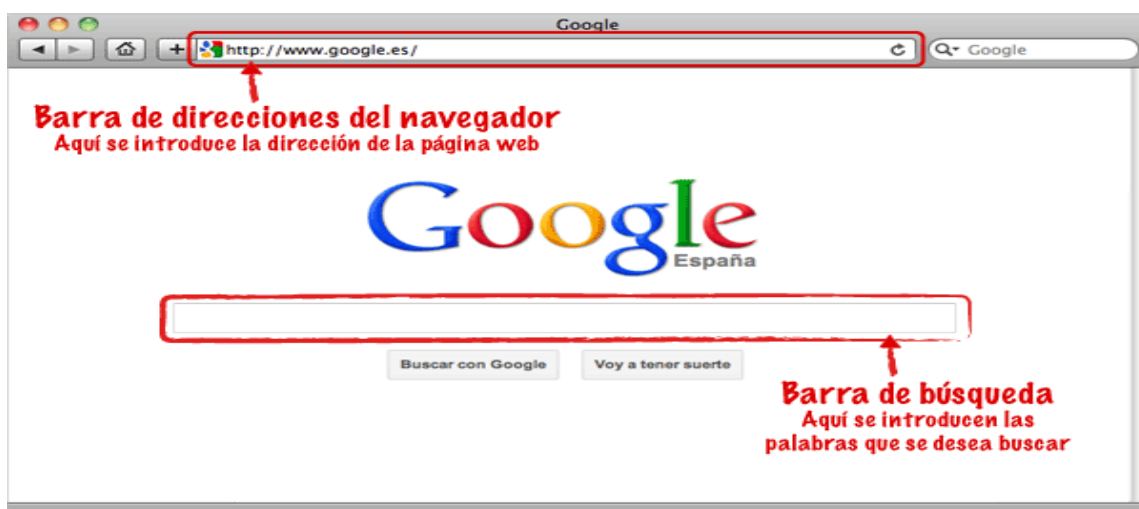 Google
http://www.google.es/
Google
Barra de direcciones del navegador
Aquí se introduce la dirección de la página web
Google
España
Buscar con Google
Voy a tener suerte
Barra de búsqueda
Aquí se introducen las
palabras que se desea buscar